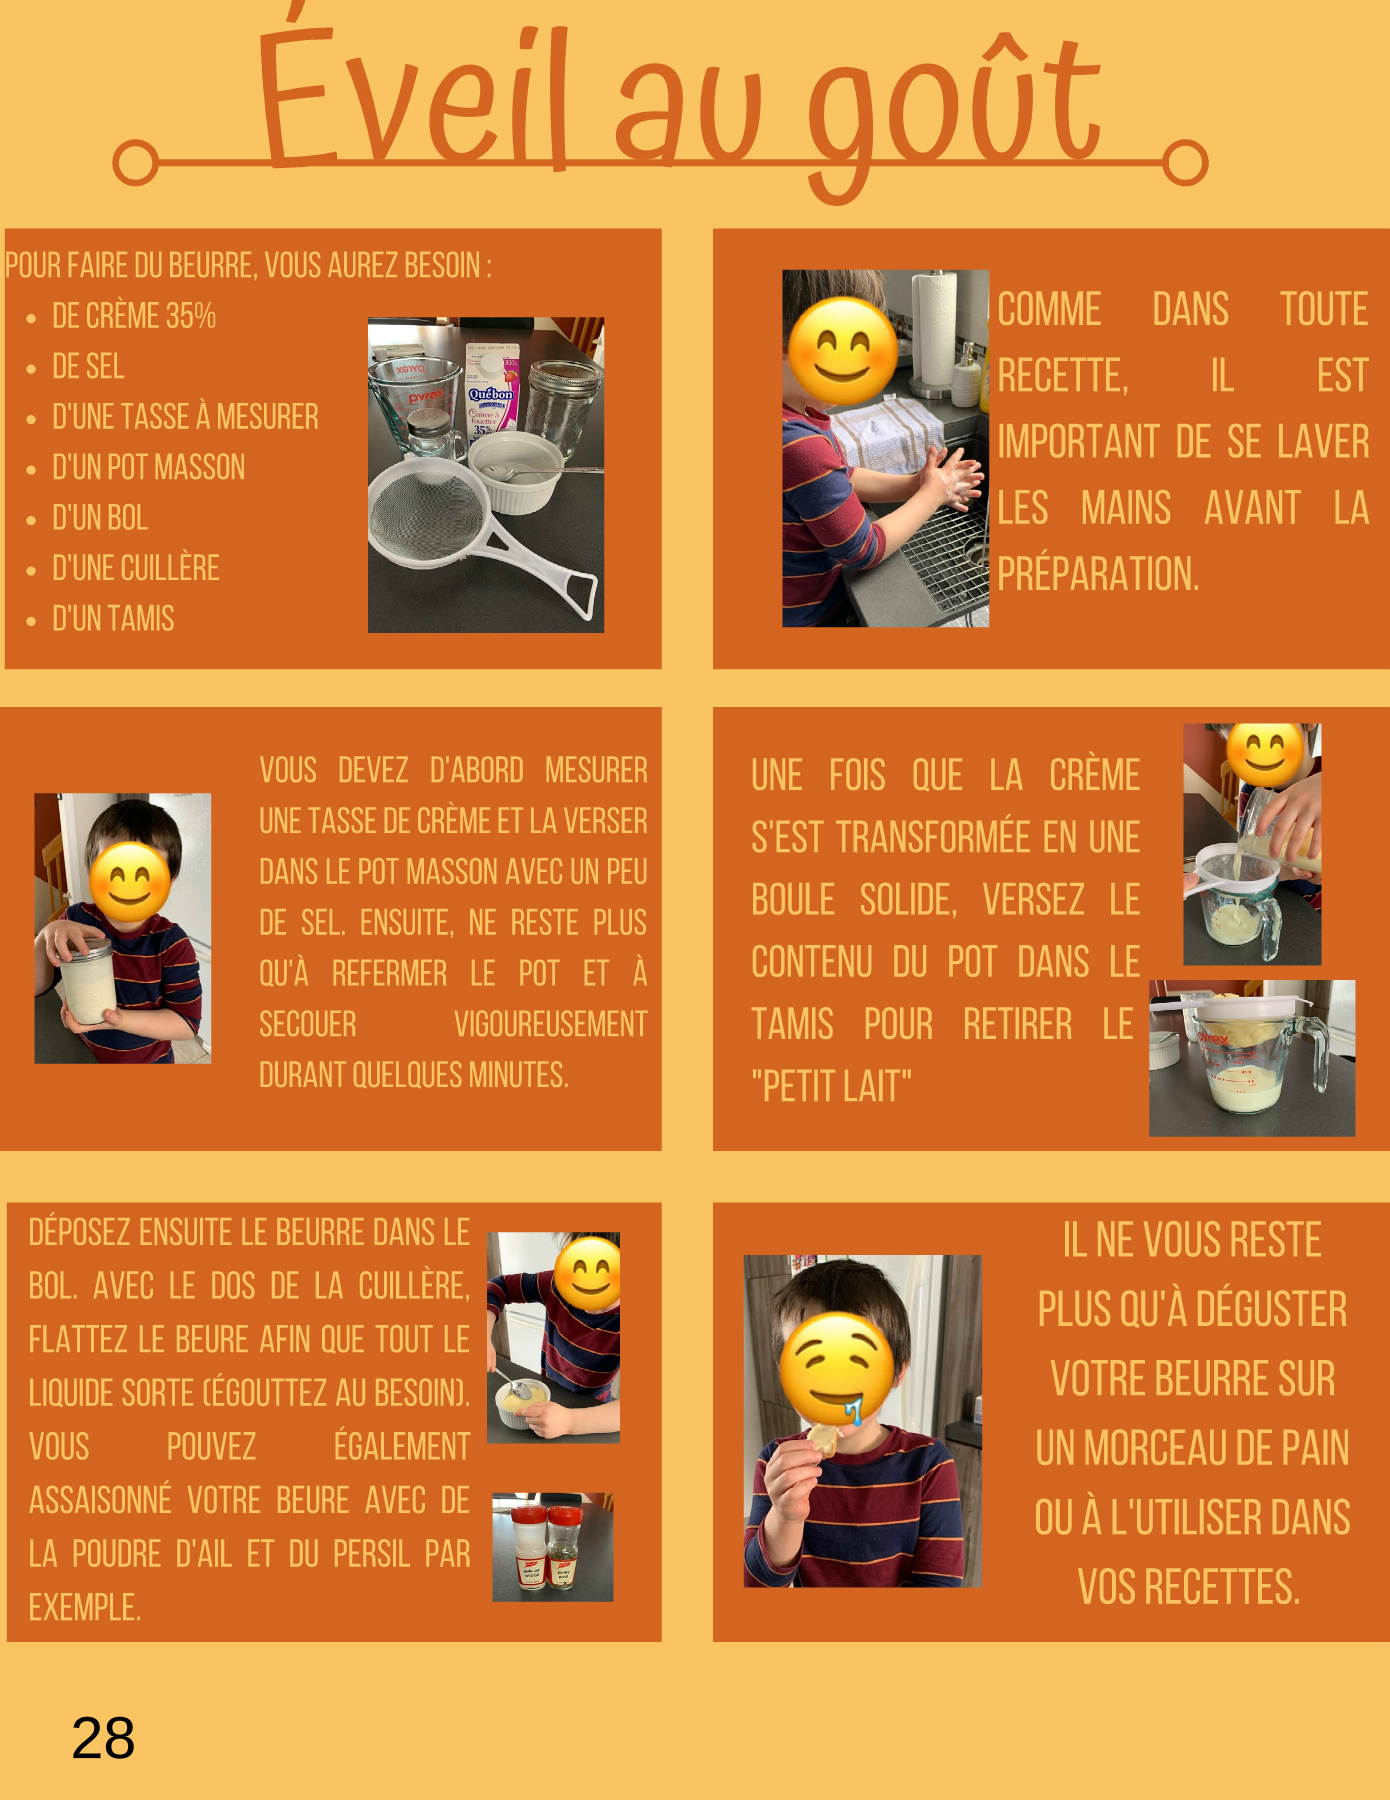 Éveil au goût
POUR FAIRE DU BEURRE, VOUS AUREZ BESOIN :
• DE CRÈME 35%
• DE SEL
• D'UNE TASSE À MESURER
• D'UN POT MASSON
• D'UN BOL
• D'UNE CUILLÈRE
• D'UN TAMIS
pyrex
Québon
Crème à
fouetter
35%
COMME DANS TOUTE
RECETTE, IL EST
IMPORTANT DE SE LAVER
LES MAINS AVANT LA
PRÉPARATION.
VOUS DEVEZ D'ABORD MESURER
UNE TASSE DE CRÈME ET LA VERSER
DANS LE POT MASSON AVEC UN PEU
DE SEL. ENSUITE, NE RESTE PLUS
QU'À REFERMER LE POT ET À
SECOUER VIGOUREUSEMENT
DURANT QUELQUES MINUTES.
UNE FOIS QUE LA CRÈME
S'EST TRANSFORMÉE EN UNE
BOULE SOLIDE, VERSEZ LE
CONTENU DU POT DANS LE
TAMIS POUR RETIRER LE
"PETIT LAIT"
pyrex
DÉPOSEZ ENSUITE LE BEURRE DANS LE
BOL. AVEC LE DOS DE LA CUILLÈRE,
FLATTEZ LE BEURE AFIN QUE TOUT LE
LIQUIDE SORTE (ÉGOUTTEZ AU BESOIN).
VOUS POUVEZ ÉGALEMENT
ASSAISONNÉ VOTRE BEURE AVEC DE
LA POUDRE D'AIL ET DU PERSIL PAR
EXEMPLE.
IL NE VOUS RESTE
PLUS QU'À DÉGUSTER
VOTRE BEURRE SUR
UN MORCEAU DE PAIN
OU À L'UTILISER DANS
VOS RECETTES.
28